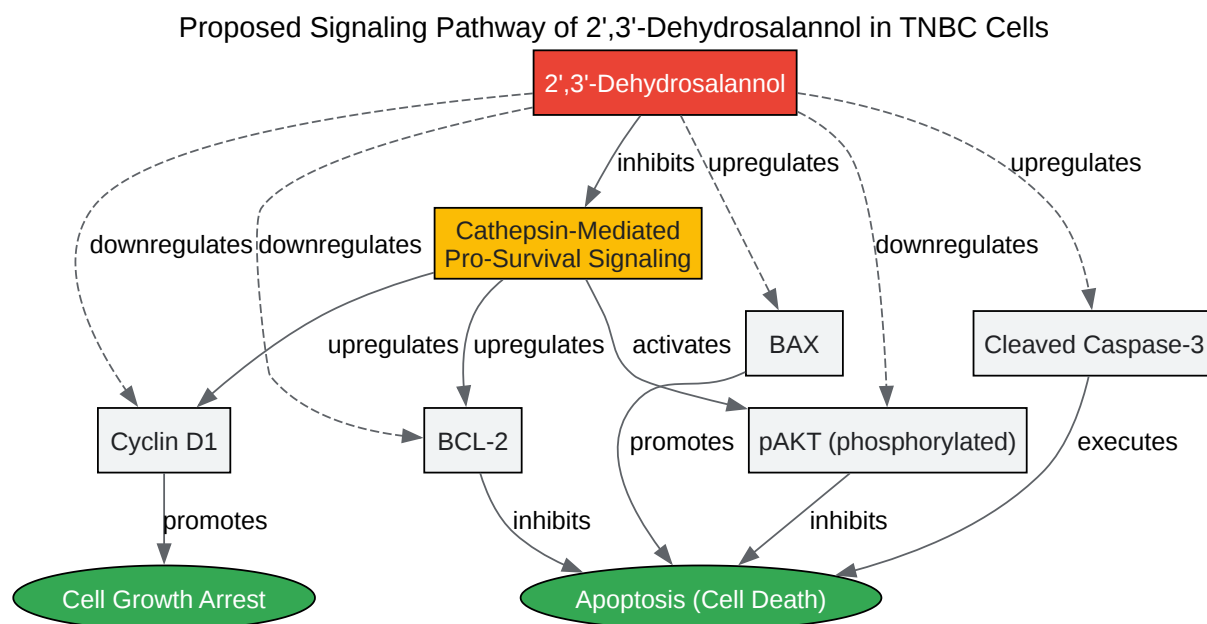 Proposed Signaling Pathway of 2',3'-Dehydrosalannol in TNBC Cells
2',3'-Dehydrosalannol
inhibits
upregulates
upregulates
downregulates
downregulates
downregulates
Cathepsin-Mediated
Pro-Survival Signaling
upregulates
upregulates
activates
BAX
Cleaved Caspase-3
Cyclin D1
BCL-2
promotes
pAKT (phosphorylated)
executes
promotes
inhibits
inhibits
Cell Growth Arrest
Apoptosis (Cell Death)